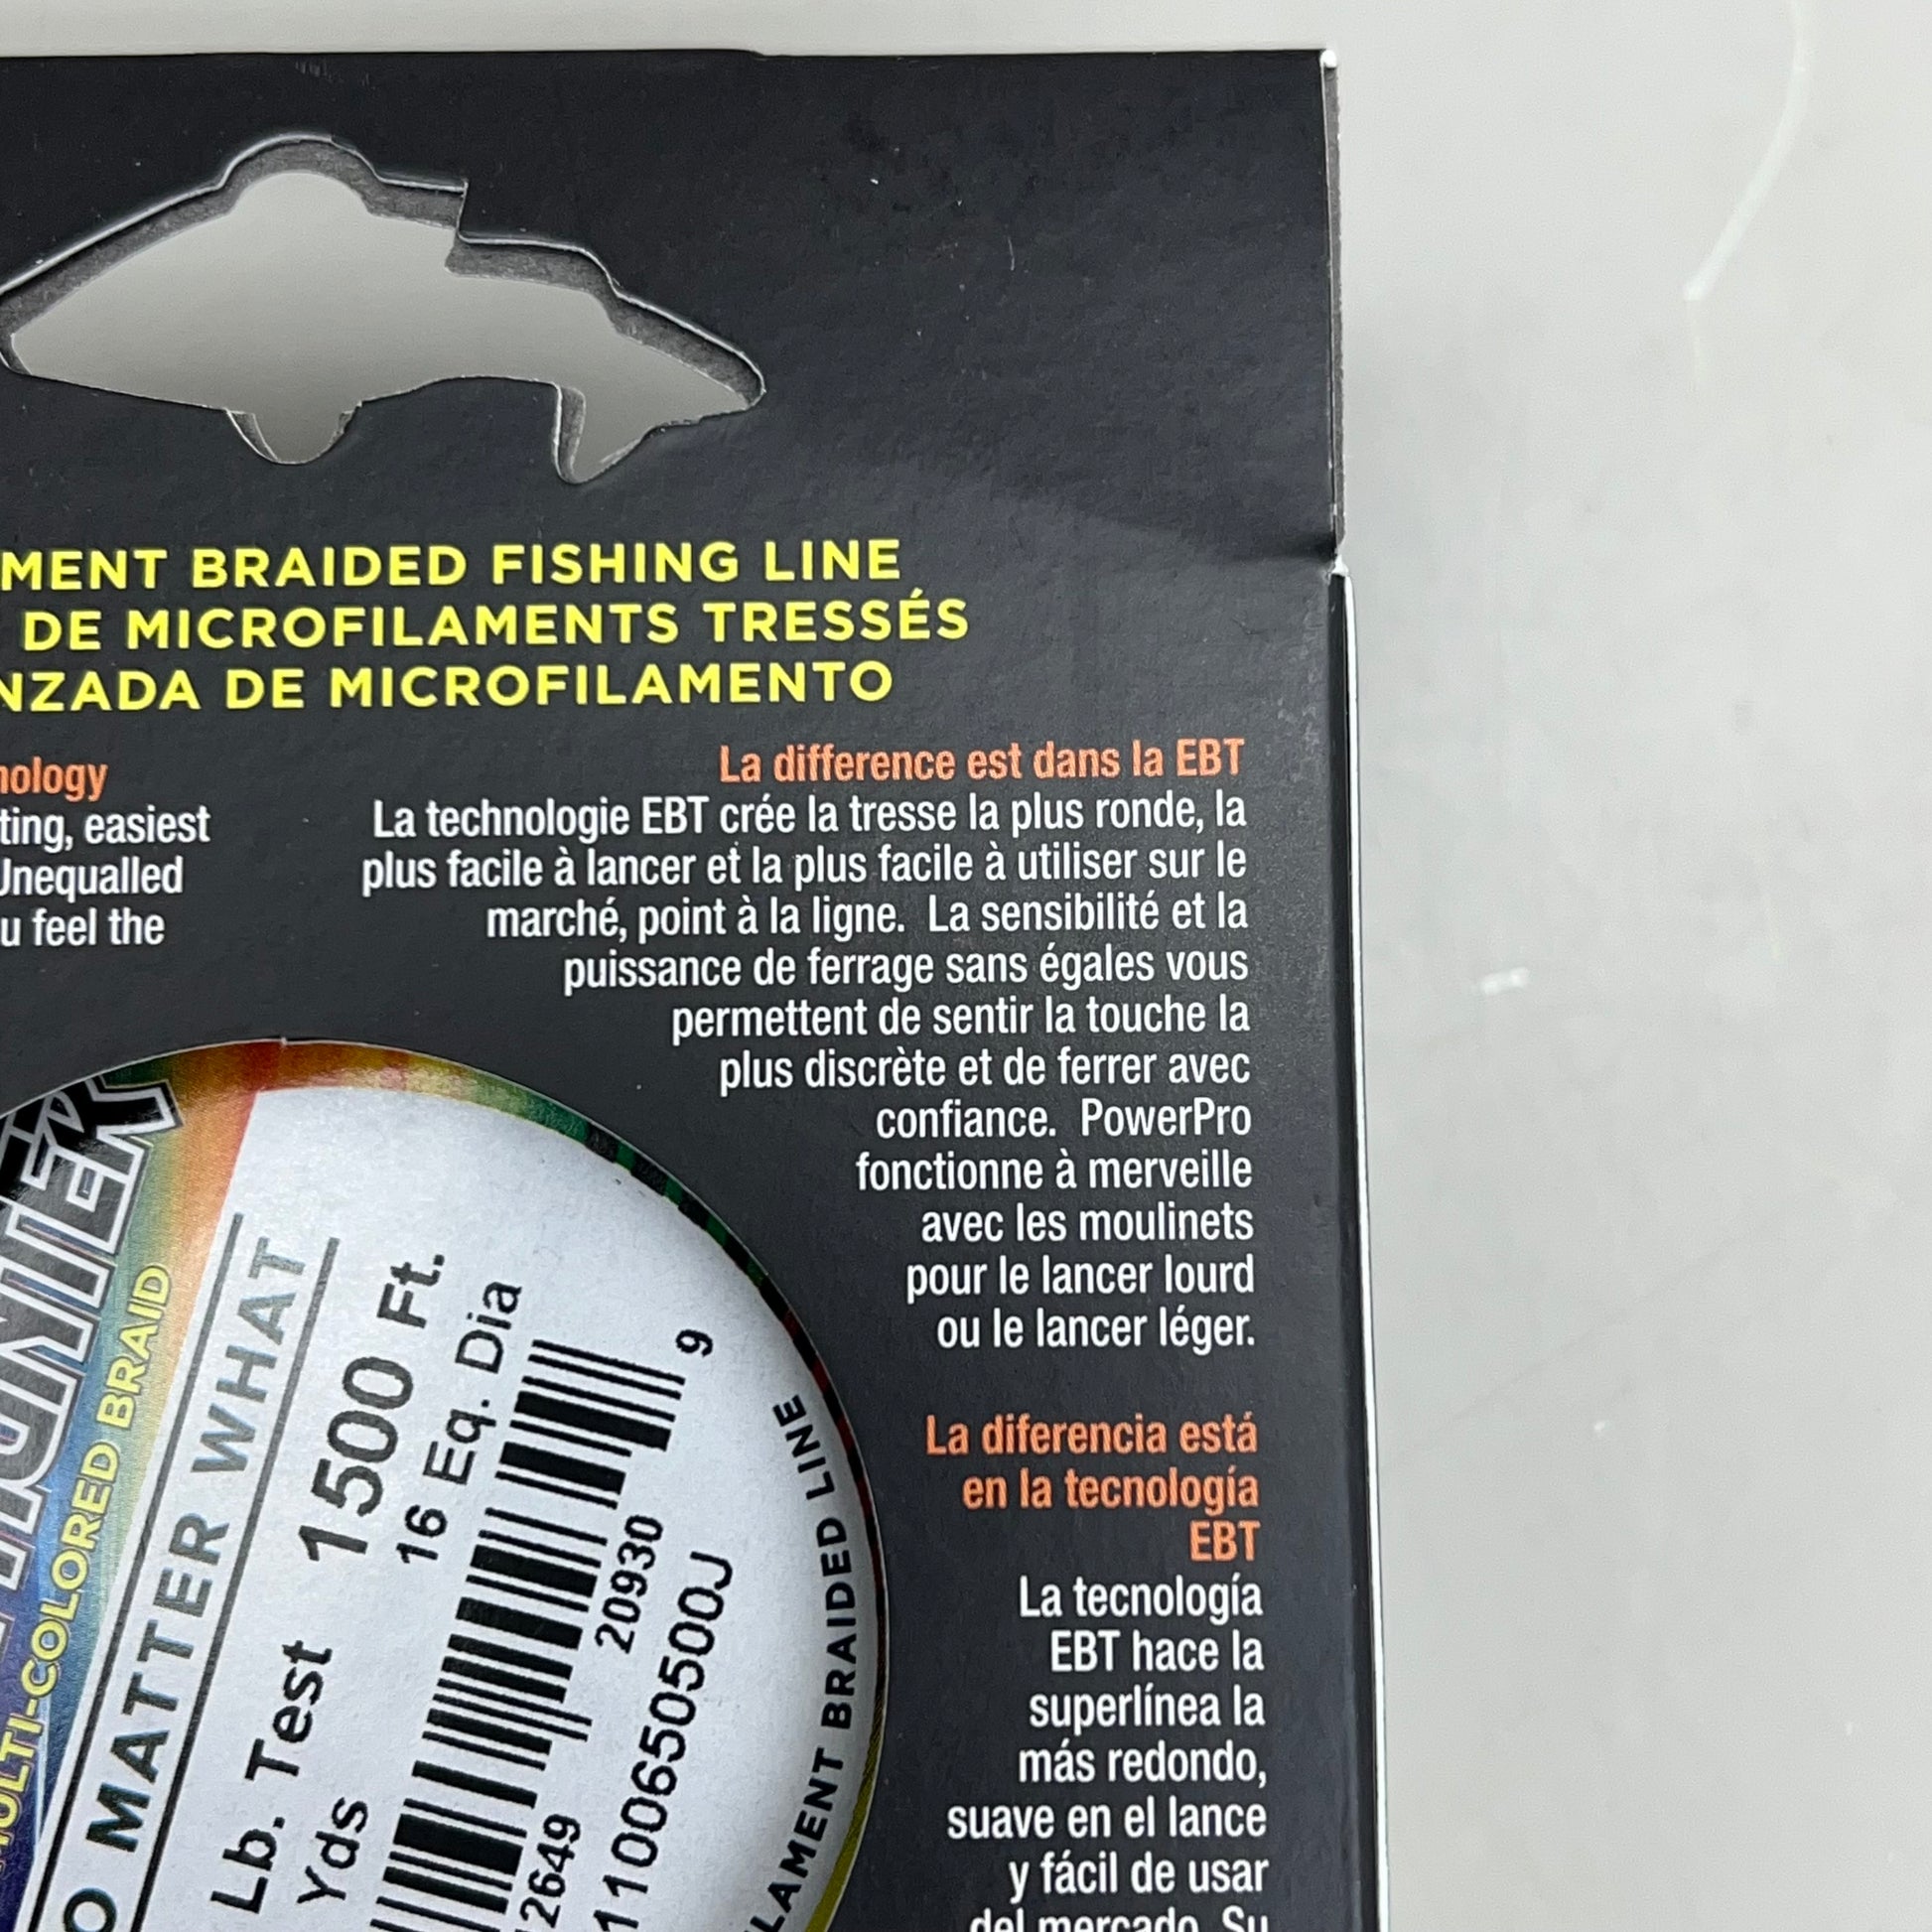 MENT BRAIDED FISHING LINE
DE MICROFILAMENTS TRESSÉS
NZADA DE MICROFILAMENTO
nology
ting, easiest
Unequalled
u feel the
La difference est dans la EBT
La technologie EBT crée la tresse la plus ronde, la
plus facile à lancer et la plus facile à utiliser sur le
marché, point à la ligne. La sensibilité et la
puissance de ferrage sans égales vous
permettent de sentir la touche la
plus discrète et de ferrer avec
confiance. PowerPro
fonctionne à merveille
avec les moulinets
pour le lancer lourd
ou le lancer léger.
La diferencia está
en la tecnología
EBT
La tecnología
EBT hace la
superlínea la
más redondo,
suave en el lance
y fácil de usar
del mercado. Su
MULTI-COLORED BRAID
O MATTER WHAT
Lb. Test 1500 Ft.
Yds 16 Eq. Dia
2649 20930 9
1100650500J
LAMENT BRAIDED LINE